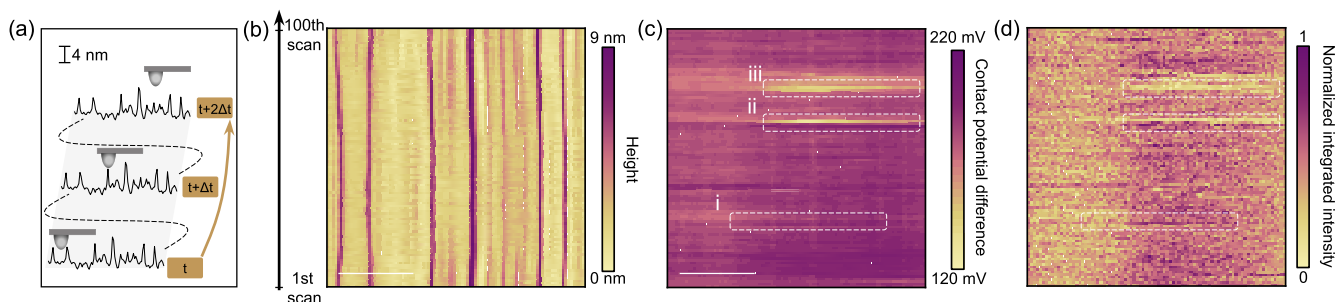 (a)
4 nm
t+2Δt
t+Δt
t
100th
scan
(b)
1st
scan
9 nm
Height
0 nm
(c)
iii
ii
i
220 mV
Contact potential difference
120 mV
(d)
1
Normalized integrated intensity
0